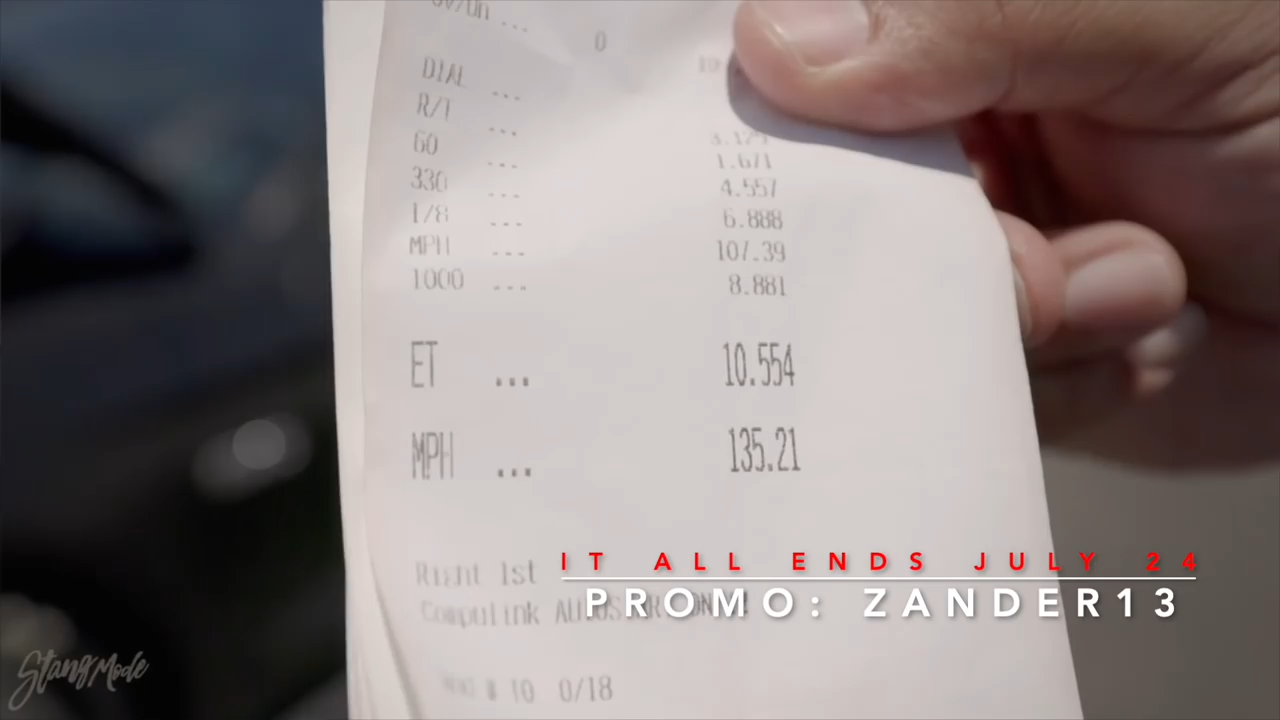 0
DIAL ...
R/T ...
60 ... 1.671
330 ... 4.557
1/8 ... 6.888
MPH ... 107.39
1000 ... 8.881
ET ... 10.554
MPH ... 135.21
Right 1st
Compulink
TO 0/18
IT ALL ENDS JULY 24
PROMO: ZANDER13
StangMode